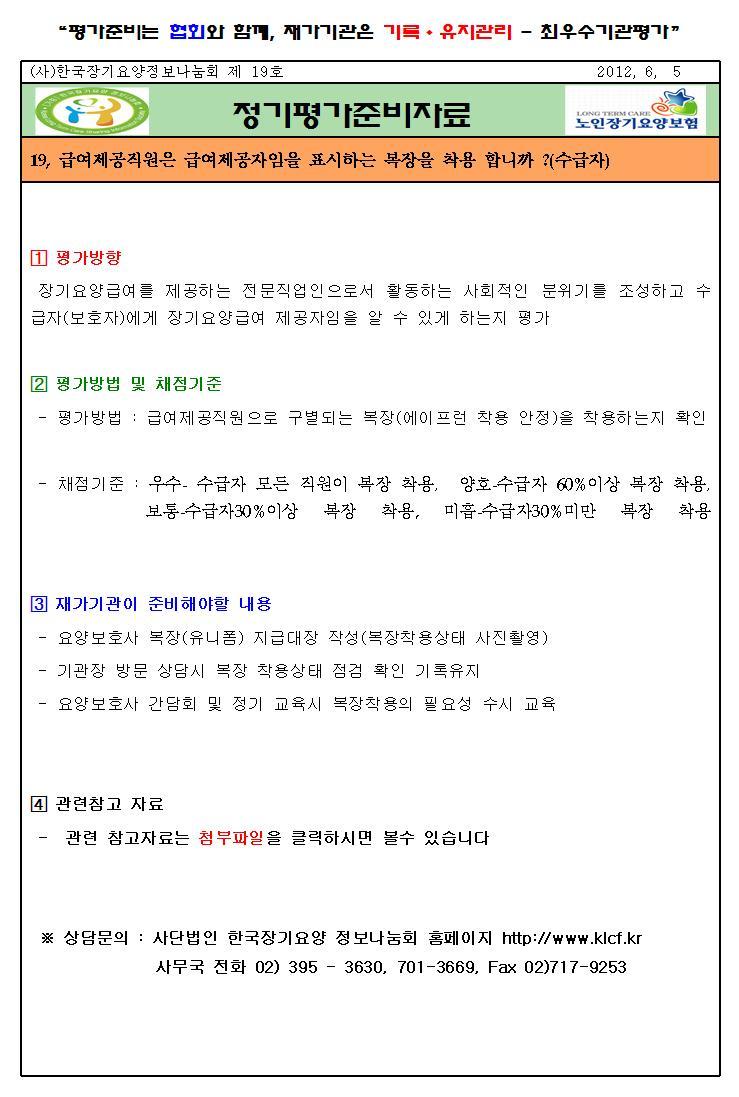 “평가준비는 협회와 함께, 재가기관은 기록·유지관리 - 최우수기관평가”
(사)한국장기요양정보나눔회 제 19호 2012, 6, 5
정기평가준비자료
LONG TERM CARE
노인장기요양보험
19, 급여제공직원은 급여제공자임을 표시하는 복장을 착용 합니까 ?(수급자)
1 평가방향
장기요양급여를 제공하는 전문직업인으로서 활동하는 사회적인 분위기를 조성하고 수
급자(보호자)에게 장기요양급여 제공자임을 알 수 있게 하는지 평가
2 평가방법 및 채점기준
- 평가방법 : 급여제공직원으로 구별되는 복장(에이프런 착용 안정)을 착용하는지 확인
- 채점기준 : 우수- 수급자 모든 직원이 복장 착용, 양호-수급자 60%이상 복장 착용,
보통-수급자30%이상 복장 착용, 미흡-수급자30%미만 복장 착용
3 재가기관이 준비해야할 내용
- 요양보호사 복장(유니폼) 지급대장 작성(복장착용상태 사진촬영)
- 기관장 방문 상담시 복장 착용상태 점검 확인 기록유지
- 요양보호사 간담회 및 정기 교육시 복장착용의 필요성 수시 교육
4 관련참고 자료
- 관련 참고자료는 첨부파일을 클릭하시면 볼수 있습니다
※ 상담문의 : 사단법인 한국장기요양 정보나눔회 홈페이지 http://www.klcf.kr
사무국 전화 02) 395 - 3630, 701-3669, Fax 02)717-9253